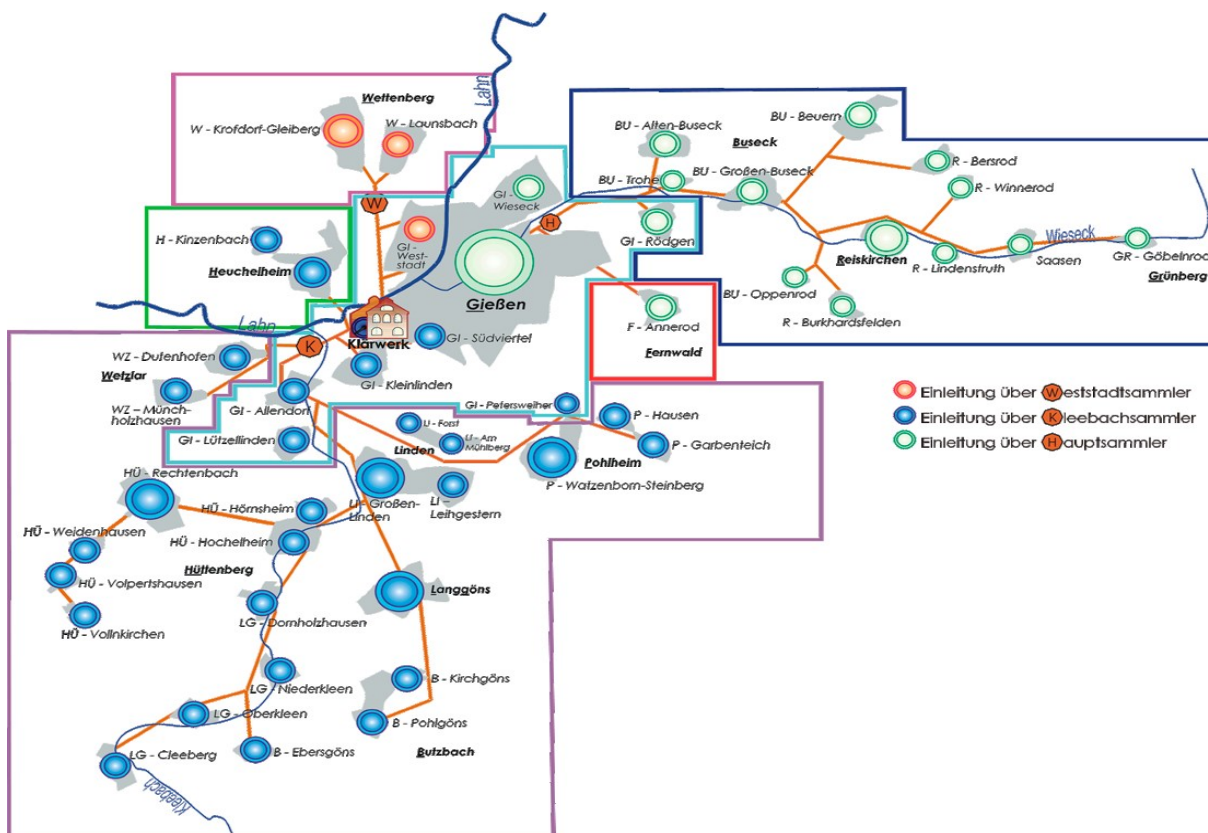 Wettenberg
W - Krofdorf-Gleiberg
W - Launsbach
Lahn
W
GI - Wieseck
GI - West-
stadt
H - Kinzenbach
Heuchelheim
Gießen
H
BU - Alten-Buseck
Buseck
BU - Beuern
BU - Trohe
BU - Großen-Buseck
R - Bersrod
R - Winnerod
GI - Rödgen
Wieseck
Reiskirchen
R - Lindenstruth
Saasen
GR - Göbelnrod
Grünberg
BU - Oppenrod
R - Burkhardsfelden
F - Annerod
Fernwald
Lahn
Klärwerk
K
GI - Südviertel
GI - Kleinlinden
WZ - Dutenhofen
Wetzlar
WZ – Münch-
holzhausen
GI - Allendorf
GI - Lützellinden
GI - Petersweiher
LI - Forst
LI - Am
Mühlberg
Linden
P - Hausen
P - Garbenteich
Pohlheim
P - Watzenborn-Steinberg
LI - Großen-
Linden
LI –
Leihgestern
HÜ - Rechtenbach
HÜ - Hörnsheim
HÜ - Weidenhausen
HÜ - Hochelheim
Hüttenberg
HÜ - Volpertshausen
HÜ - Vollnkirchen
Langgöns
LG - Dornholzhausen
LG - Niederkleen
LG - Oberkleen
LG - Cleeberg
B - Ebersgöns
B - Kirchgöns
B - Pohlgöns
Butzbach
Kleebach
Einleitung über Weststadtsammler
Einleitung über Kleebachsammler
Einleitung über Hauptsammler